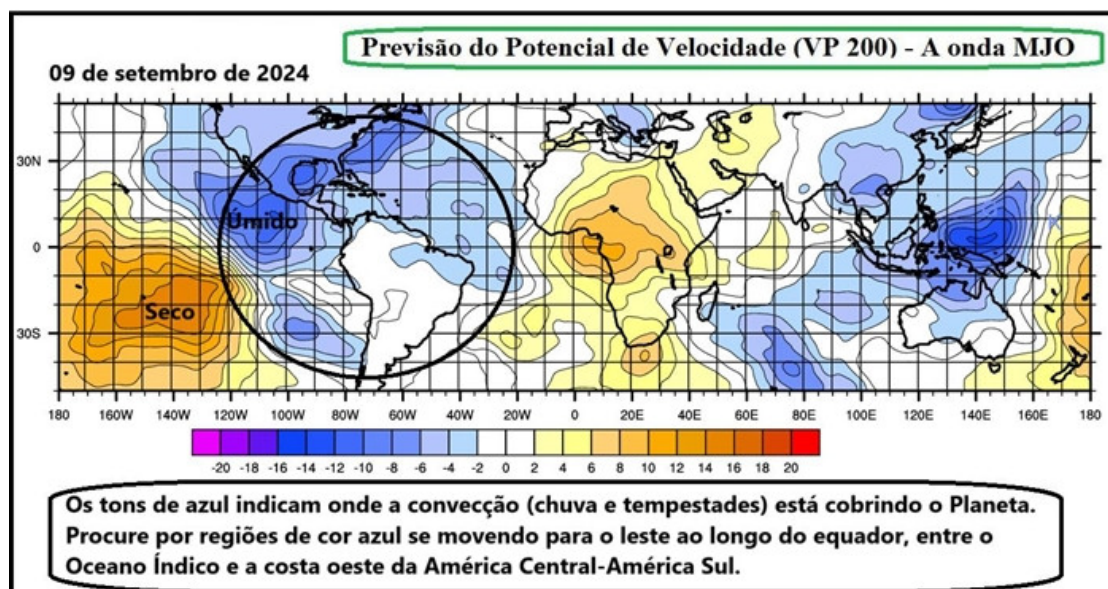 Previsão do Potencial de Velocidade (VP 200) - A onda MJO
09 de setembro de 2024
30N
0
30S
Úmido
Seco
180 160W 140W 120W 100W 80W 60W 40W 20W 0 20E 40E 60E 80E 100E 120E 140E 160E 180
-20 -18 -16 -14 -12 -10 -8 -6 -4 -2 0 2 4 6 8 10 12 14 16 18 20
Os tons de azul indicam onde a convecção (chuva e tempestades) está cobrindo o Planeta.
Procure por regiões de cor azul se movendo para o leste ao longo do equador, entre o
Oceano Índico e a costa oeste da América Central-América Sul.